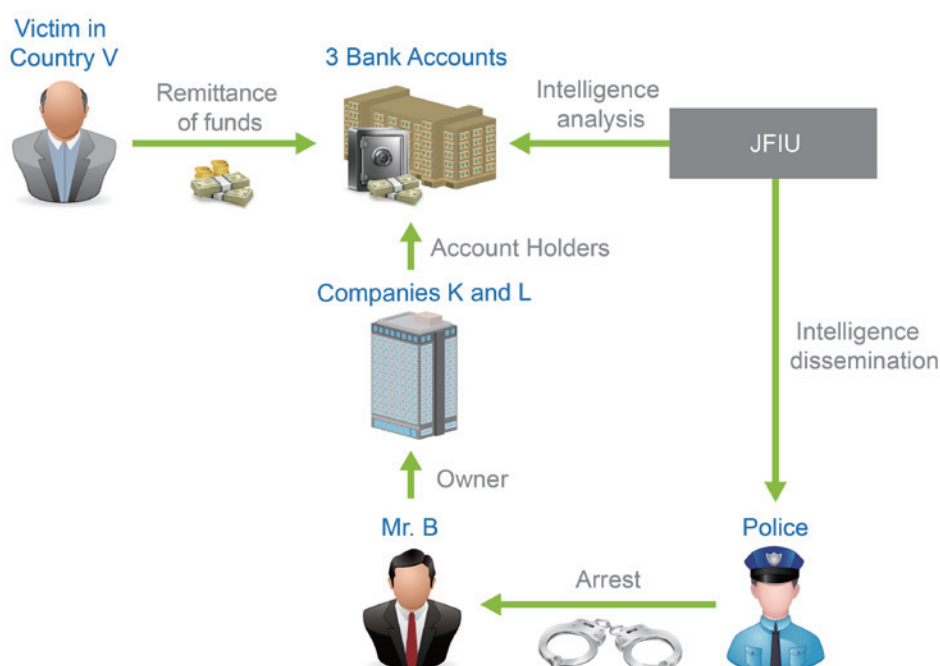 Victim in
Country V
3 Bank Accounts
Remittance
of funds
Intelligence
analysis
JFIU
Account Holders
Companies K and L
Intelligence
dissemination
Owner
Mr. B
Police
Arrest